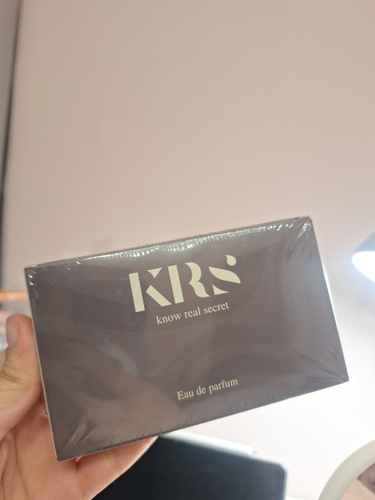 KRS
know real secret
Eau de parfum